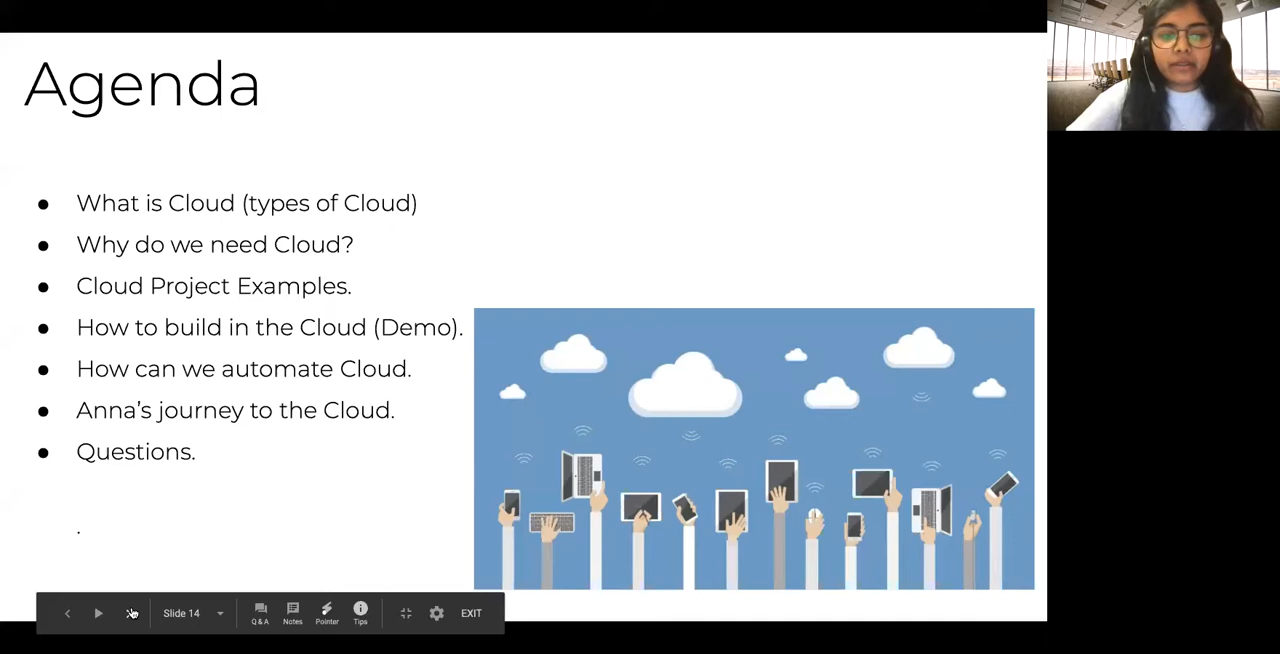 Agenda
● What is Cloud (types of Cloud)
● Why do we need Cloud?
● Cloud Project Examples.
● How to build in the Cloud (Demo).
● How can we automate Cloud.
● Anna’s journey to the Cloud.
● Questions.
.
Slide 14
Q & A
Notes
Pointer
Tips
EXIT